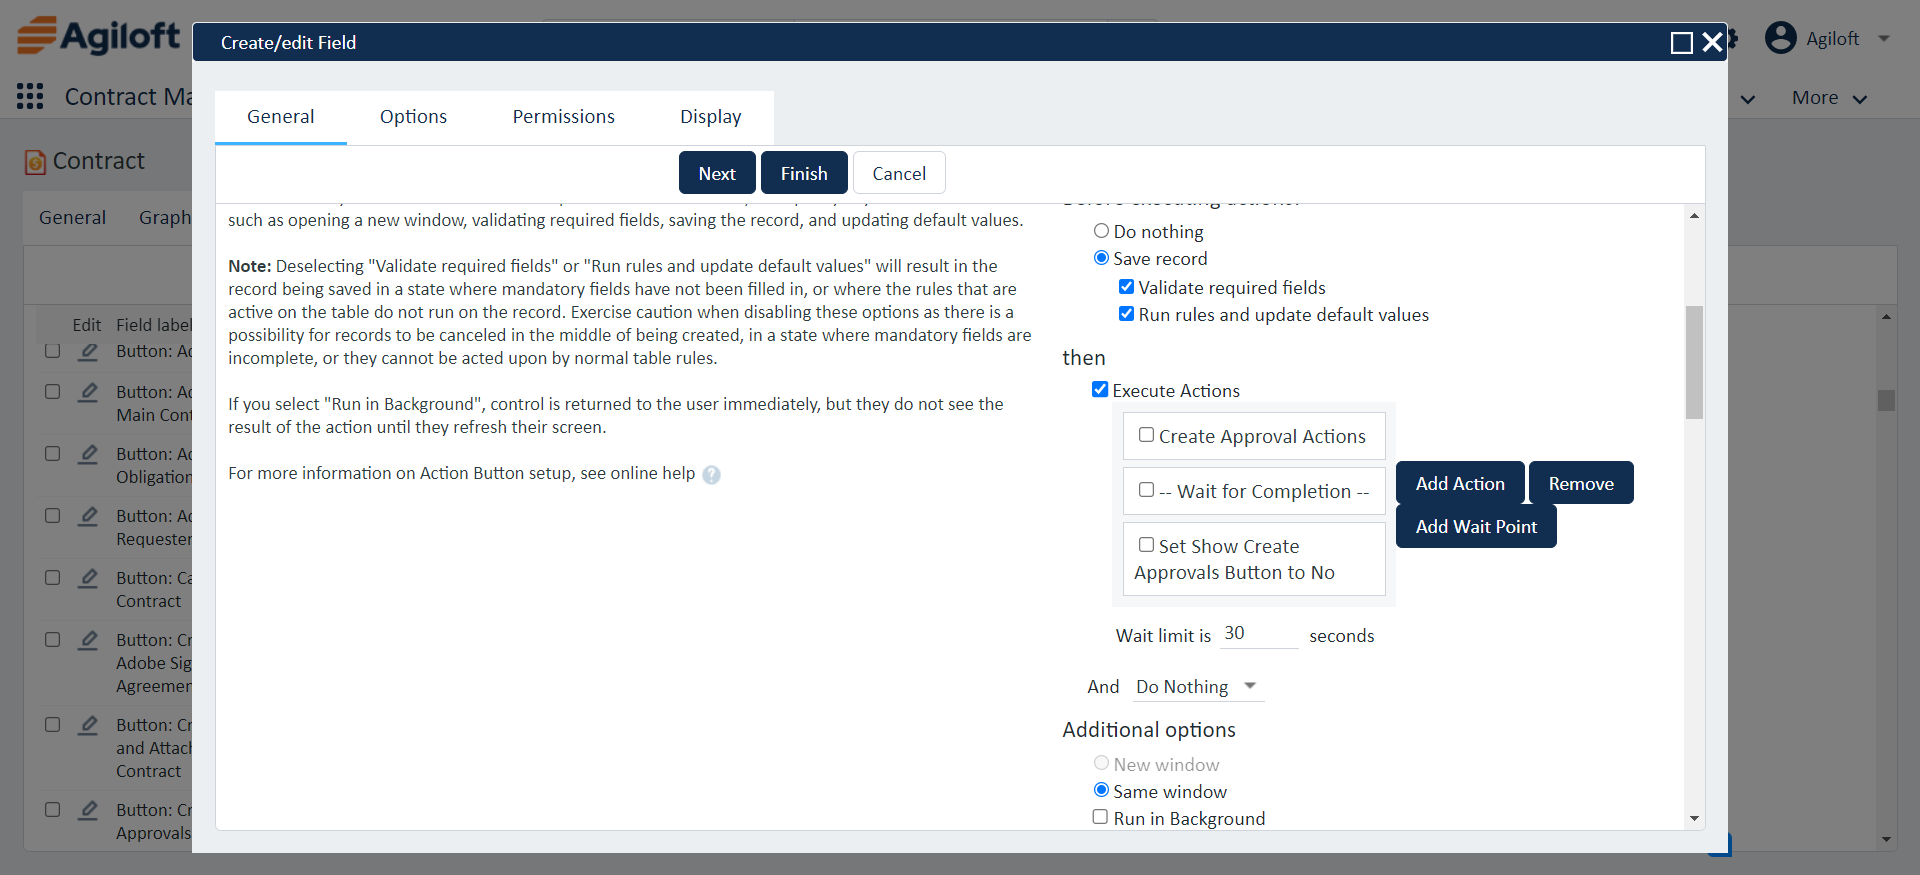 Agiloft
Create/edit Field
Agiloft
Contract Ma
More
General
Options
Permissions
Display
Contract
Next
Finish
Cancel
General
Graph
such as opening a new window, validating required fields, saving the record, and updating default values.
Note: Deselecting "Validate required fields" or "Run rules and update default values" will result in the
record being saved in a state where mandatory fields have not been filled in, or where the rules that are
active on the table do not run on the record. Exercise caution when disabling these options as there is a
possibility for records to be canceled in the middle of being created, in a state where mandatory fields are
incomplete, or they cannot be acted upon by normal table rules.
If you select "Run in Background", control is returned to the user immediately, but they do not see the
result of the action until they refresh their screen.
For more information on Action Button setup, see online help
?
Before executing actions:
Do nothing
Save record
Validate required fields
Run rules and update default values
then
Execute Actions
Create Approval Actions
-- Wait for Completion --
Set Show Create
Approvals Button to No
Add Action
Remove
Add Wait Point
Wait limit is 30 seconds
And Do Nothing
Additional options
New window
Same window
Run in Background
Edit Field label
Button: Ac
Button: Ac
Main Cont
Button: Ac
Obligation
Button: Ac
Requester
Button: Ca
Contract
Button: Cr
Adobe Sig
Agreemen
Button: Cr
and Attach
Contract
Button: Cr
Approvals